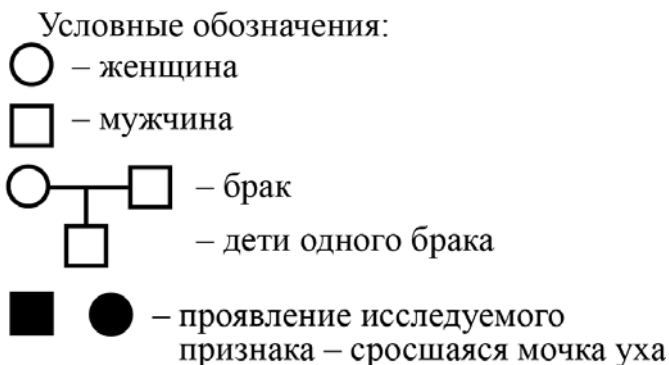 Условные обозначения:
– женщина
– мужчина
– брак
– дети одного брака
– проявление исследуемого
признака – сросшаяся мочка уха